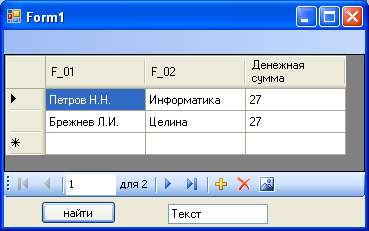 Form1
F_01 F_02 Денежная сумма
Петров Н.Н. Информатика 27
Брежнев Л.И. Целина 27
1 для 2
найти Текст